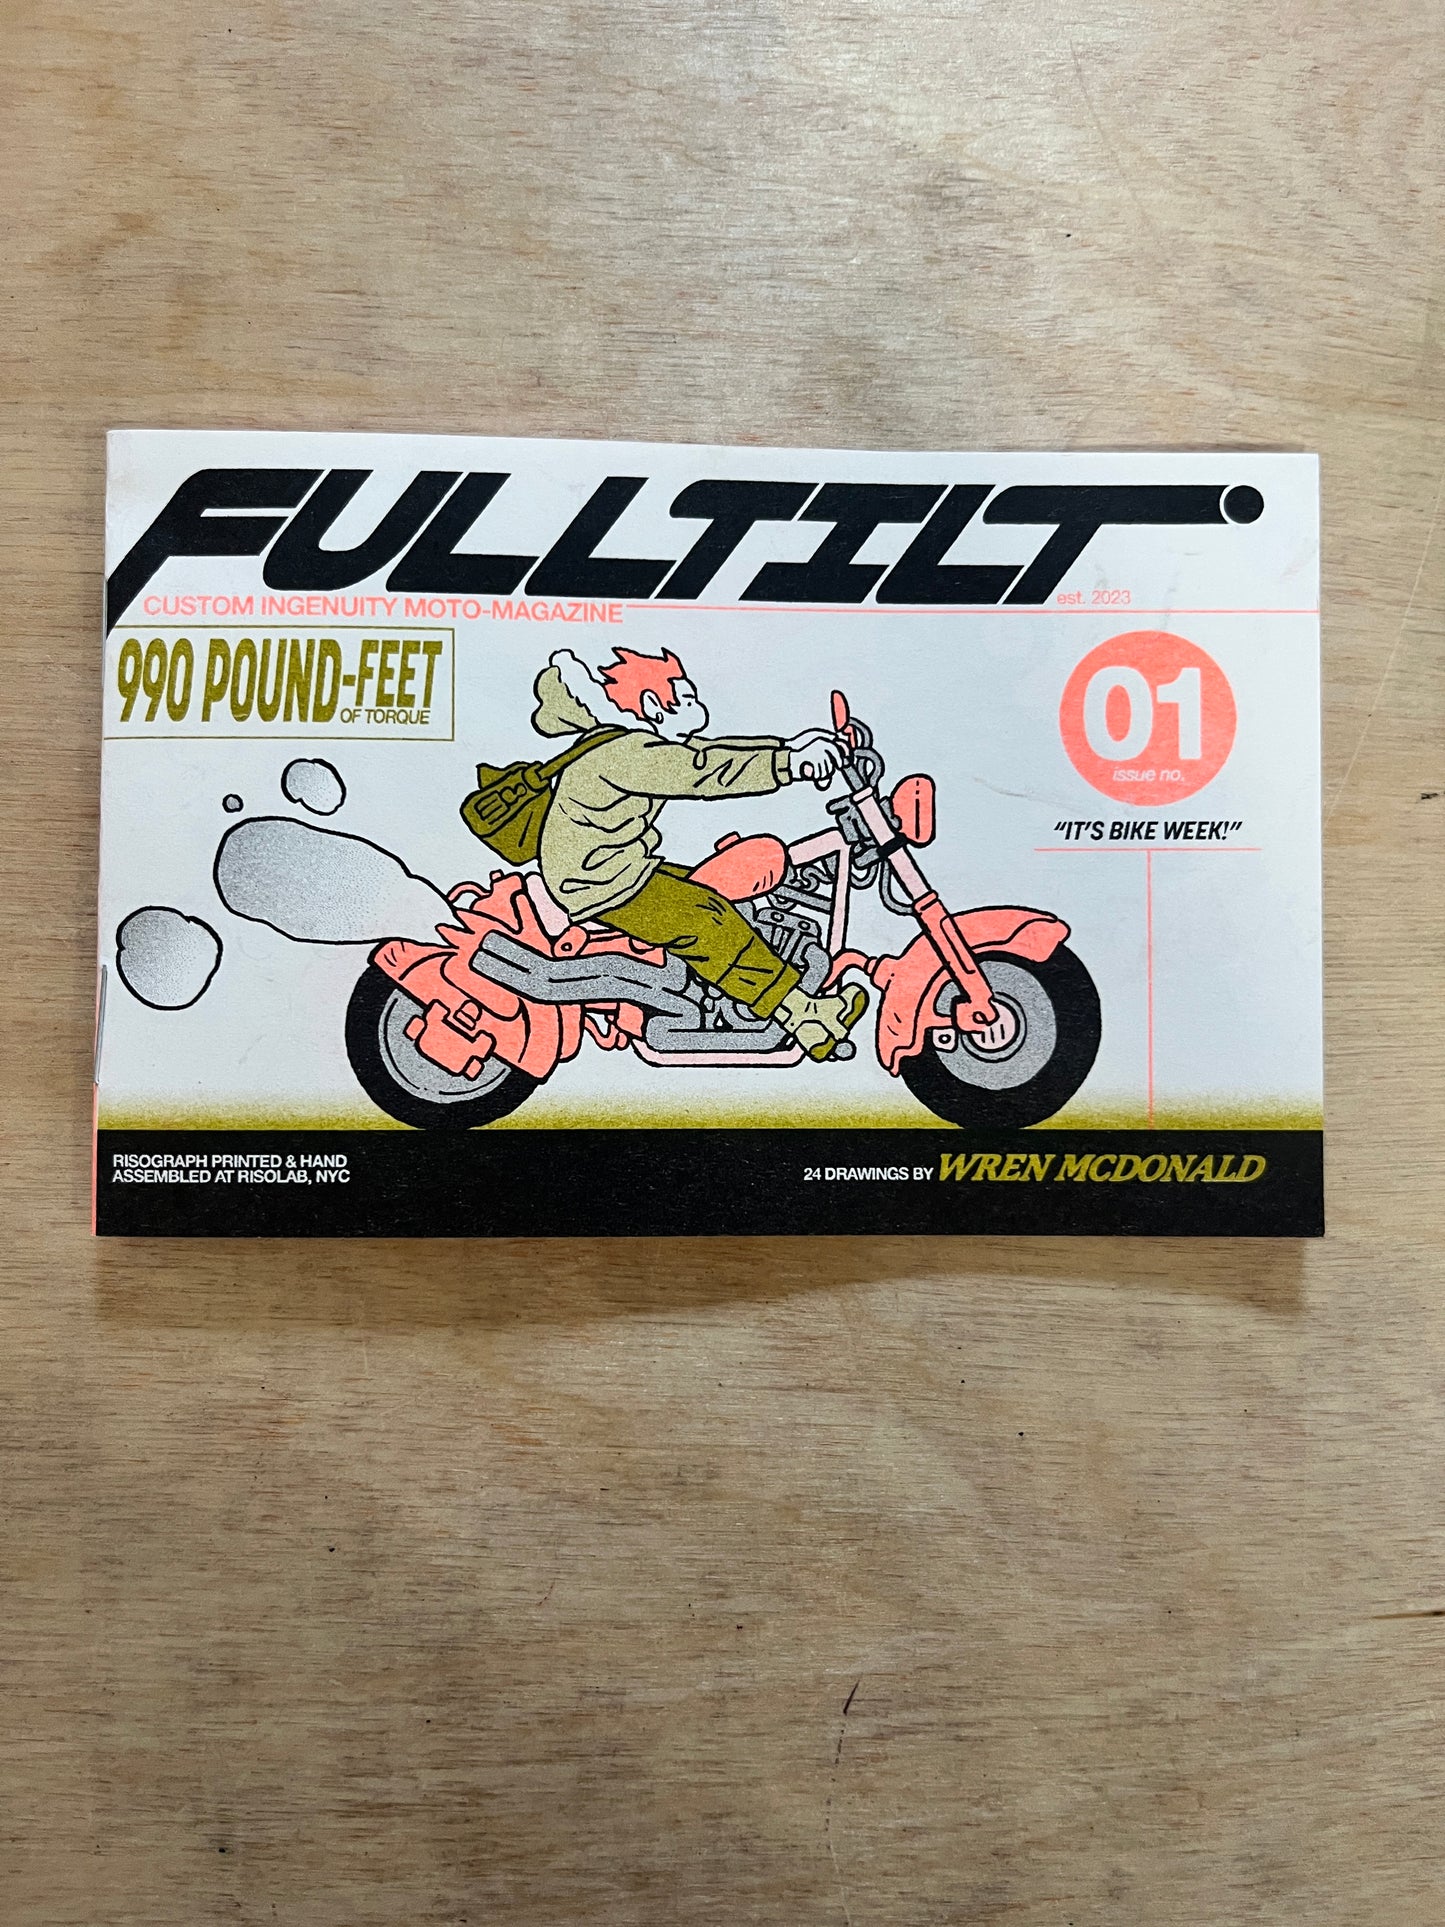 FULLTILT
CUSTOM INGENUITY MOTO-MAGAZINE
est. 2023
990 POUND-FEET
OF TORQUE
01
issue no.
“IT’S BIKE WEEK!”
RISOGRAPH PRINTED & HAND
ASSEMBLED AT RISOLAB, NYC
24 DRAWINGS BY WREN MCDONALD